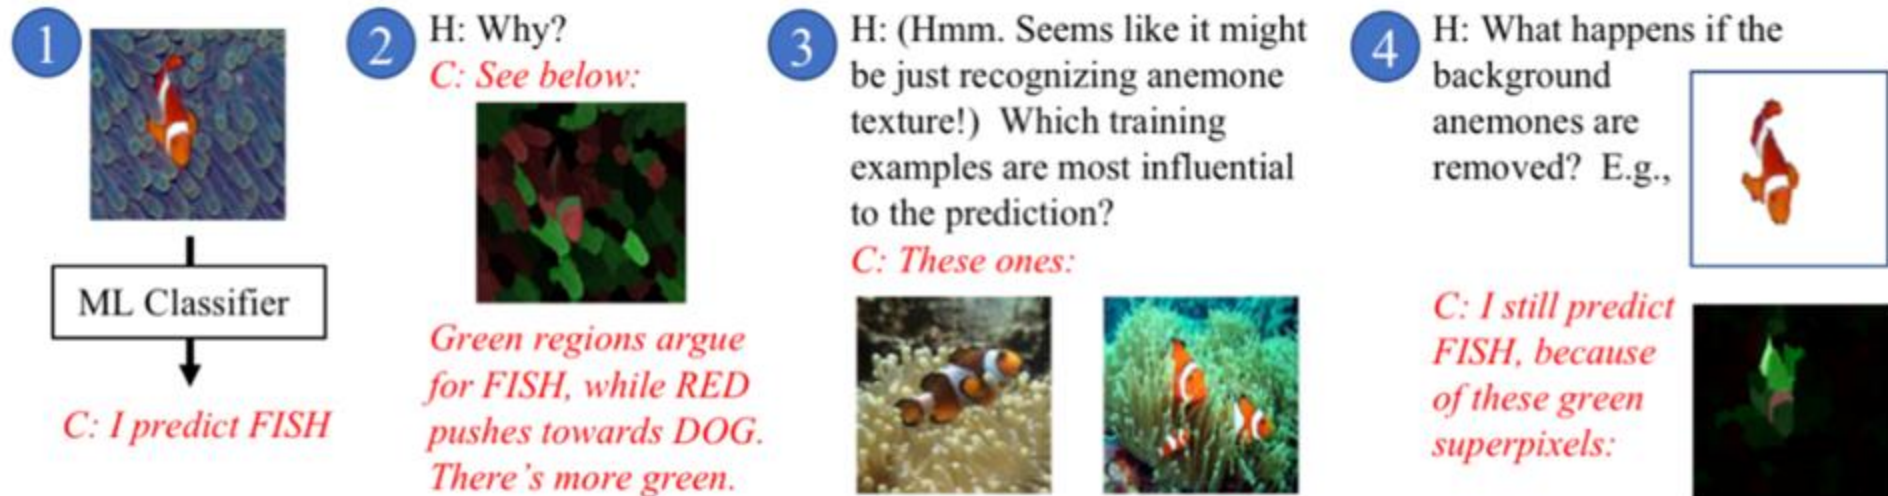 1
ML Classifier
C: I predict FISH
2
H: Why?
C: See below:
Green regions argue
for FISH, while RED
pushes towards DOG.
There's more green.
3
H: (Hmm. Seems like it might
be just recognizing anemone
texture!) Which training
examples are most influential
to the prediction?
C: These ones:
4
H: What happens if the
background
anemones are
removed? E.g.,
C: I still predict
FISH, because
of these green
superpixels: